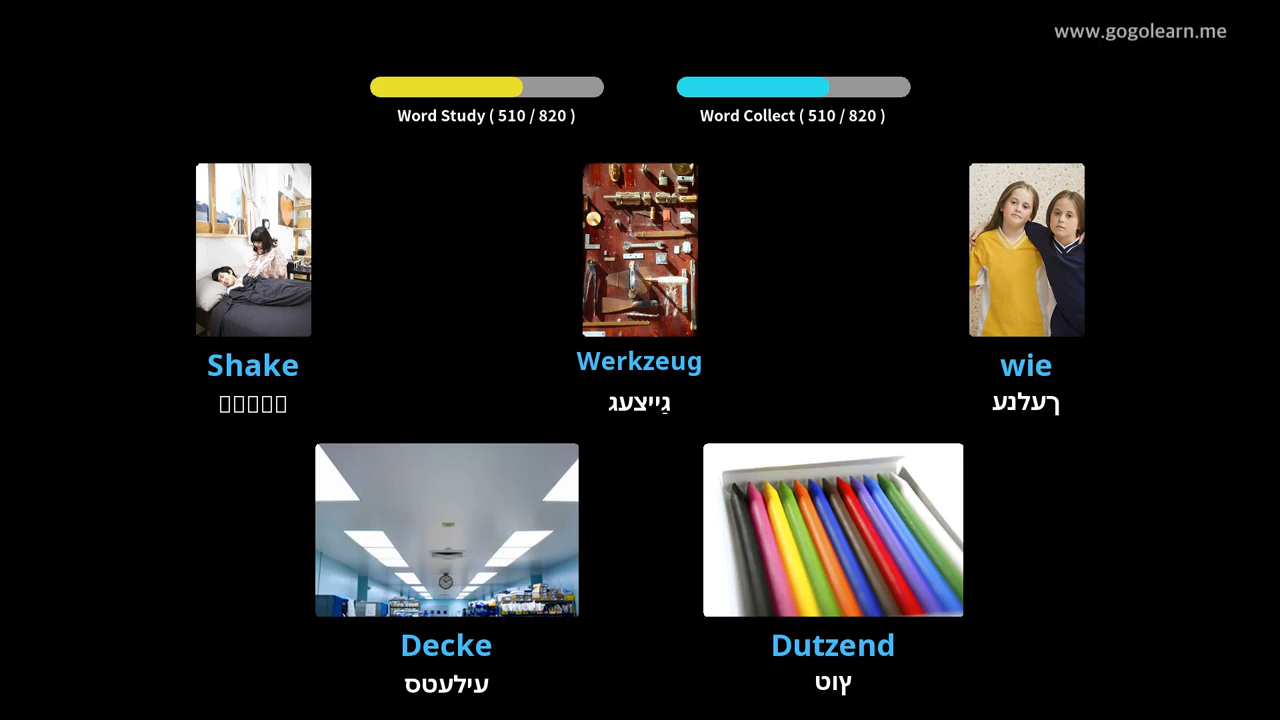 www.gogolearn.me
Word Study ( 510 / 820 )
Word Collect ( 510 / 820 )
Shake
Werkzeug
גַייצעג
wie
ךעלנע
Decke
עילעטס
Dutzend
ץוט